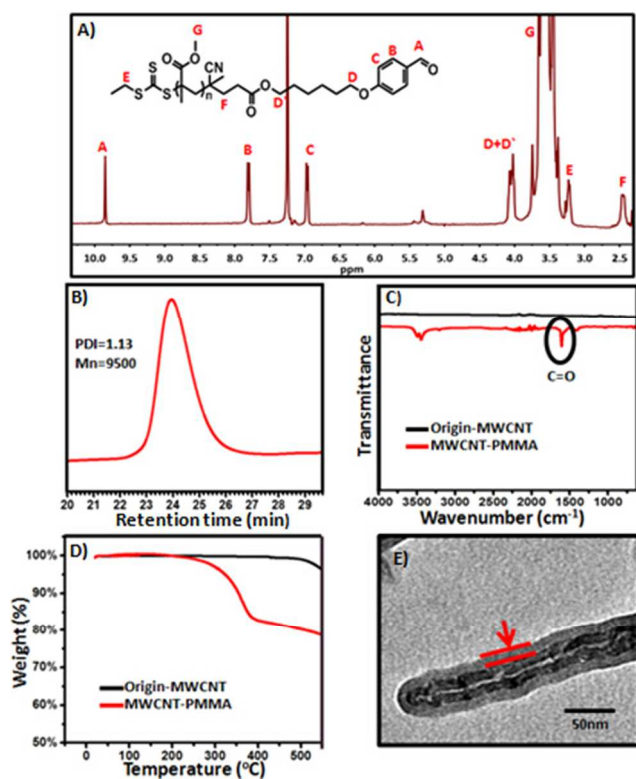 A)
G
O
O
CN
S
E
S
S
n
F
O
O
D`
D
O
C
B
A
O
A
B
C
D+D`
G
E
F
10.0 9.5 9.0 8.5 8.0 7.5 7.0 6.5 6.0 5.5 5.0 4.5 4.0 3.5 3.0 2.5
ppm
B)
PDI=1.13
Mn=9500
20 21 22 23 24 25 26 27 28 29
Retention time (min)
C)
Transmittance
C=O
Origin-MWCNT
MWCNT-PMMA
4000 3500 3000 2500 2000 1500 1000
Wavenumber (cm-1)
D)
Weight (%)
100%
90%
80%
70%
60%
50%
Origin-MWCNT
MWCNT-PMMA
0 100 200 300 400 500
Temperature (°C)
E)
50nm